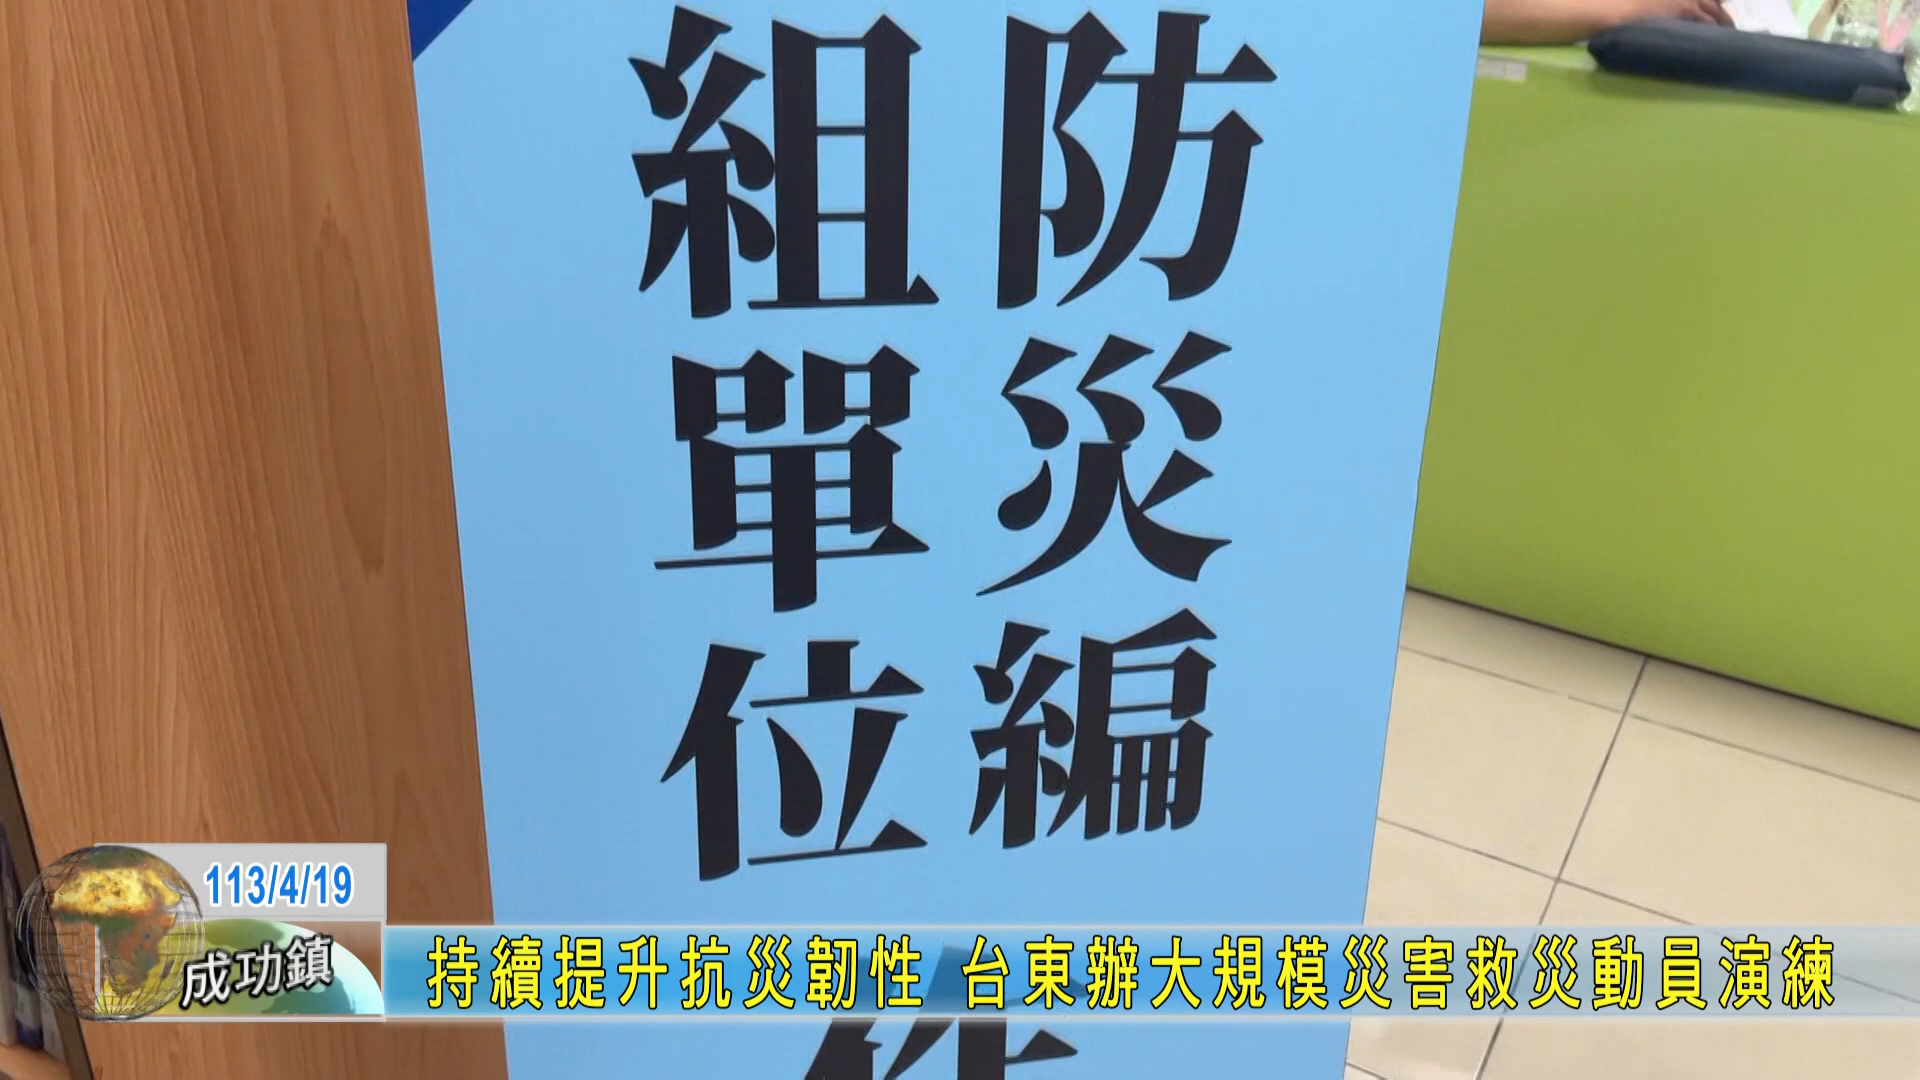 防災編
組單位
作
113/4/19
成功鎮
持續提升抗災韌性 台東辦大規模災害救災動員演練